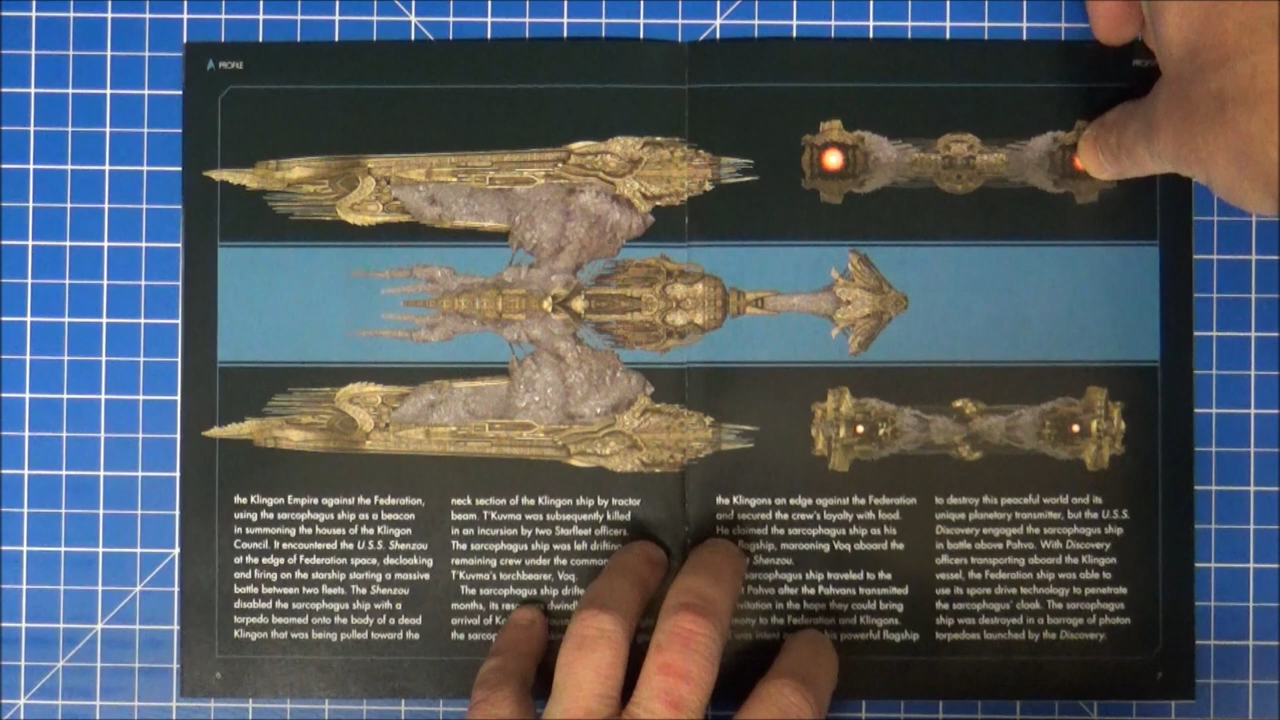 PROFILE
the Klingon Empire against the Federation,
using the sarcophagus ship as a beacon
in summoning the houses of the Klingon
Council. It encountered the U.S.S. Shenzou
at the edge of Federation space, decloaking
and firing on the starship starting a massive
battle between two fleets. The Shenzou
disabled the sarcophagus ship with a
torpedo beamed onto the body of a dead
Klingon that was being pulled toward the
neck section of the Klingon ship by tractor
beam. T'Kuvma was subsequently killed
in an incursion by two Starfleet officers.
The sarcophagus ship was left drifting
remaining crew under the
T'Kuvma's torchbearer, Voq.
The sarcophagus ship
months, its
arrival of
the
the Klingons an edge against the Federation
and secured the crew's loyalty with food.
He claimed the sarcophagus ship as his
flagship, marooning Voq aboard the
Shenzou.
sarcophagus ship traveled to the
Pahvo after the Pahvans transmitted
in the hope they could bring
to the Federation and Klingons.
was intent his powerful flagship
to destroy this peaceful world and its
unique planetary transmitter, but the U.S.S.
Discovery engaged the sarcophagus ship
in battle above Pahvo. With Discovery
officers transporting aboard the Klingon
vessel, the Federation ship was able to
use its spore drive technology to penetrate
the sarcophagus' cloak. The sarcophagus
ship was destroyed in a barrage of photon
torpedoes launched by the Discovery.
6
7